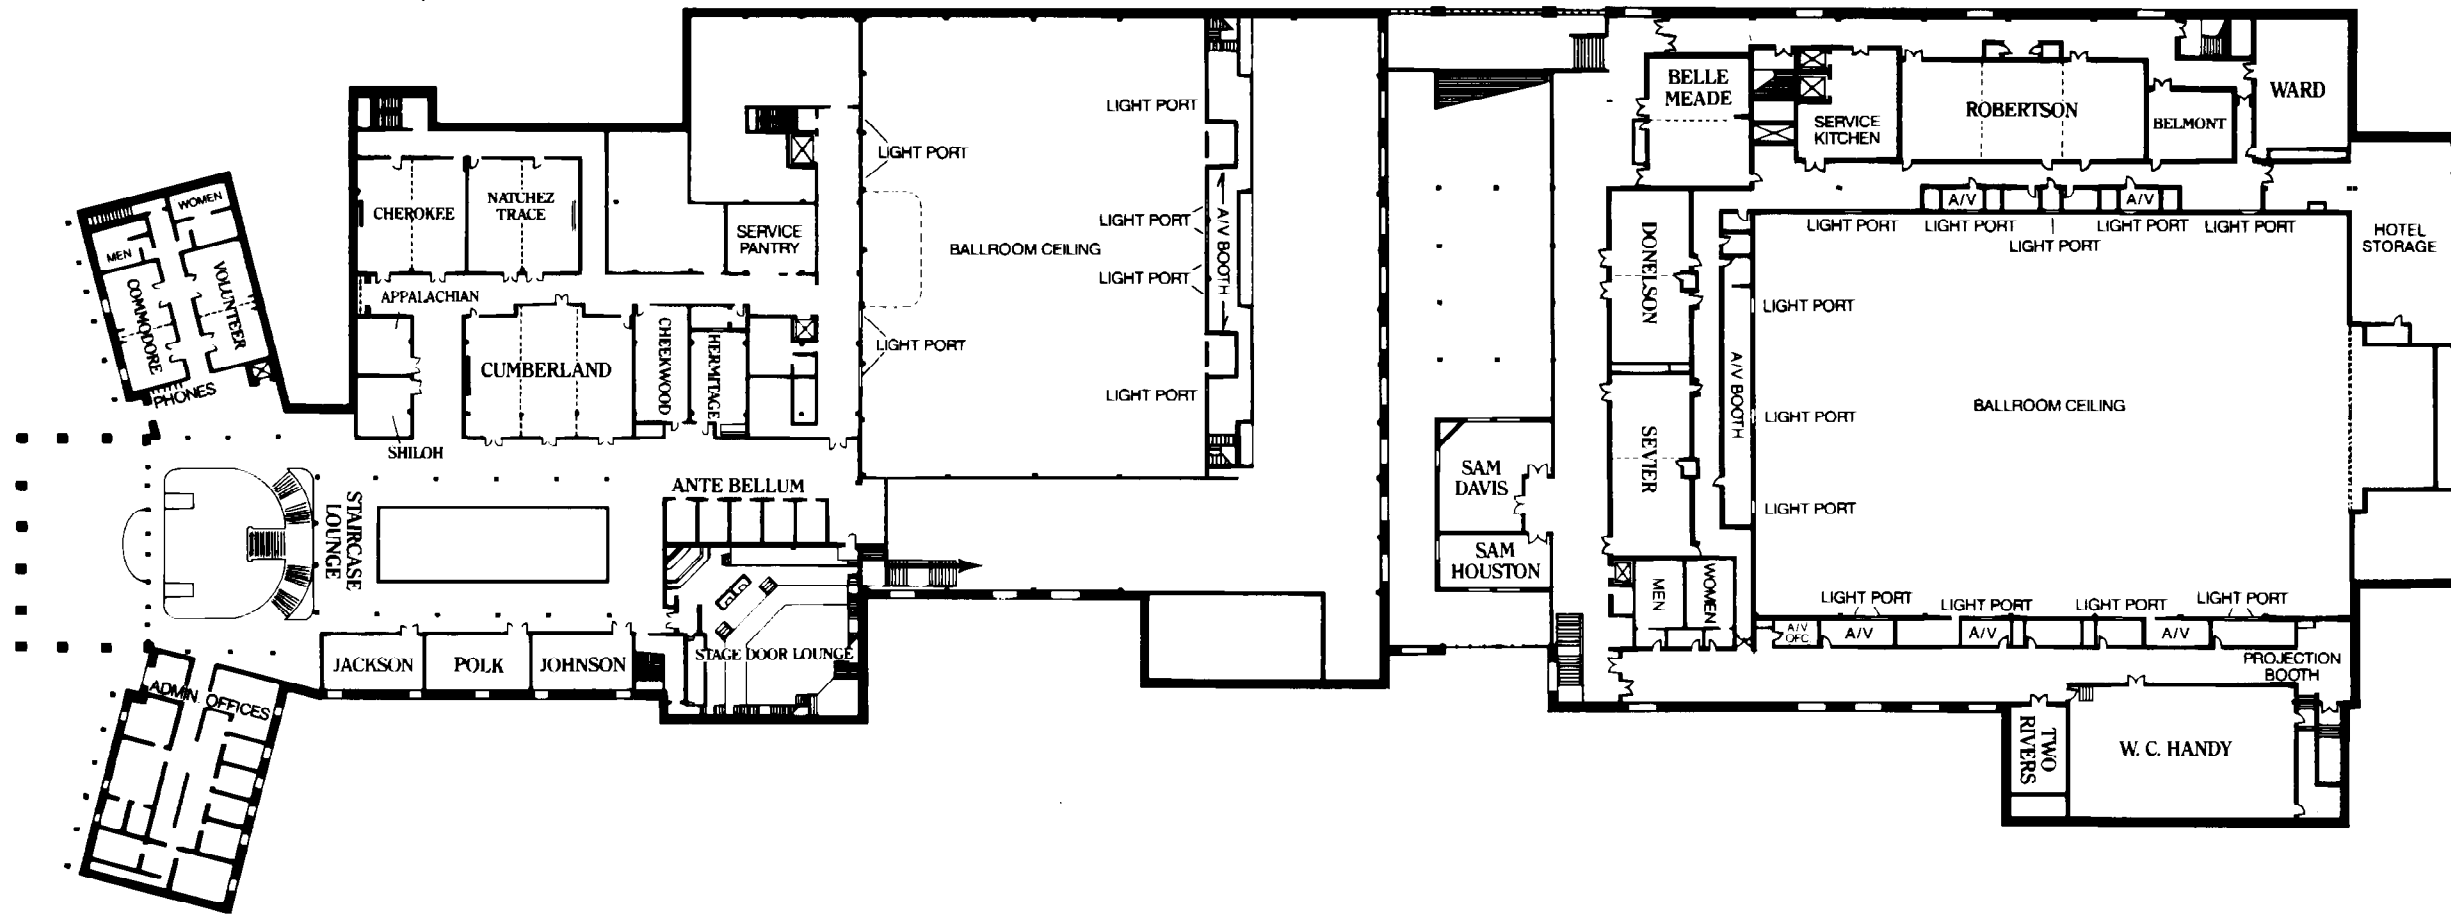 WOMEN
MEN
VOLUNTEER
COMMODORE
PHONES
CHEROKEE
NATCHEZ
TRACE
APPALACHIAN
SHILOH
CUMBERLAND
CHEEKWOOD
HERMITAGE
SERVICE
PANTRY
ANTE BELLUM
STAIRCASE
LOUNGE
JACKSON
POLK
JOHNSON
STAGE DOOR LOUNGE
ADMIN. OFFICES
LIGHT PORT
LIGHT PORT
BALLROOM CEILING
LIGHT PORT
LIGHT PORT
LIGHT PORT
LIGHT PORT
A/V BOOTH
BELLE
MEADE
SERVICE
KITCHEN
ROBERTSON
BELMONT
WARD
DONELSON
SEVIER
SAM
DAVIS
SAM
HOUSTON
MEN
WOMEN
A/V
A/V
LIGHT PORT
LIGHT PORT
LIGHT PORT
LIGHT PORT
LIGHT PORT
HOTEL
STORAGE
LIGHT PORT
A/V BOOTH
LIGHT PORT
BALLROOM CEILING
LIGHT PORT
LIGHT PORT
LIGHT PORT
LIGHT PORT
LIGHT PORT
A/V
OFC.
A/V
A/V
A/V
PROJECTION
BOOTH
TWO
RIVERS
W. C. HANDY